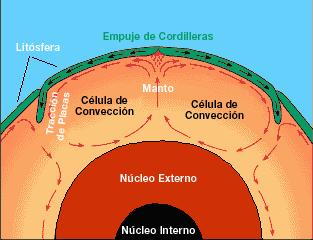 Empuje de Cordilleras
Litósfera
Tracción
de Placas
Célula de
Convección
Manto
Célula de
Convección
Núcleo Externo
Núcleo Interno